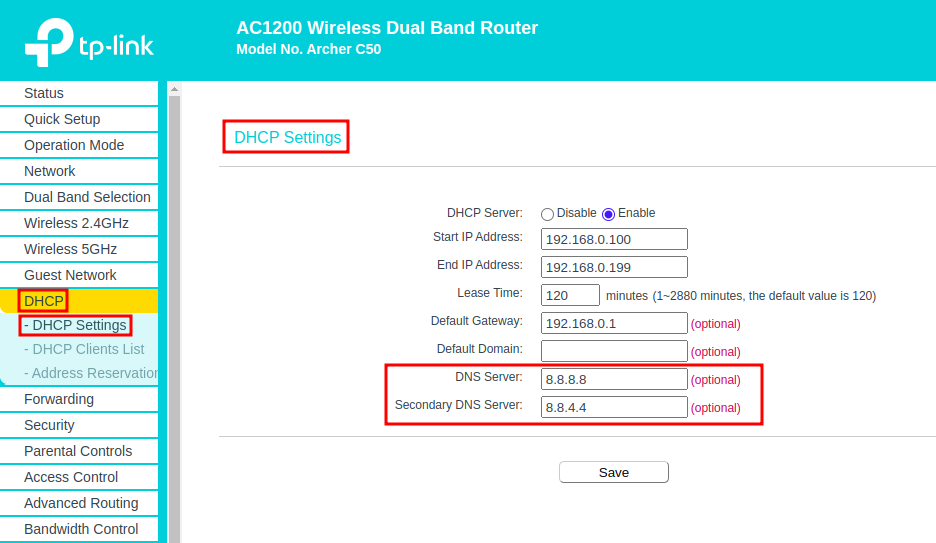 tp-link
AC1200 Wireless Dual Band Router
Model No. Archer C50
Status
Quick Setup
Operation Mode
Network
Dual Band Selection
Wireless 2.4GHz
Wireless 5GHz
Guest Network
DHCP
- DHCP Settings
- DHCP Clients List
- Address Reservation
Forwarding
Security
Parental Controls
Access Control
Advanced Routing
Bandwidth Control
DHCP Settings
DHCP Server: Disable Enable
Start IP Address: 192.168.0.100
End IP Address: 192.168.0.199
Lease Time: 120 minutes (1~2880 minutes, the default value is 120)
Default Gateway: 192.168.0.1 (optional)
Default Domain: (optional)
DNS Server: 8.8.8.8 (optional)
Secondary DNS Server: 8.8.4.4 (optional)
Save